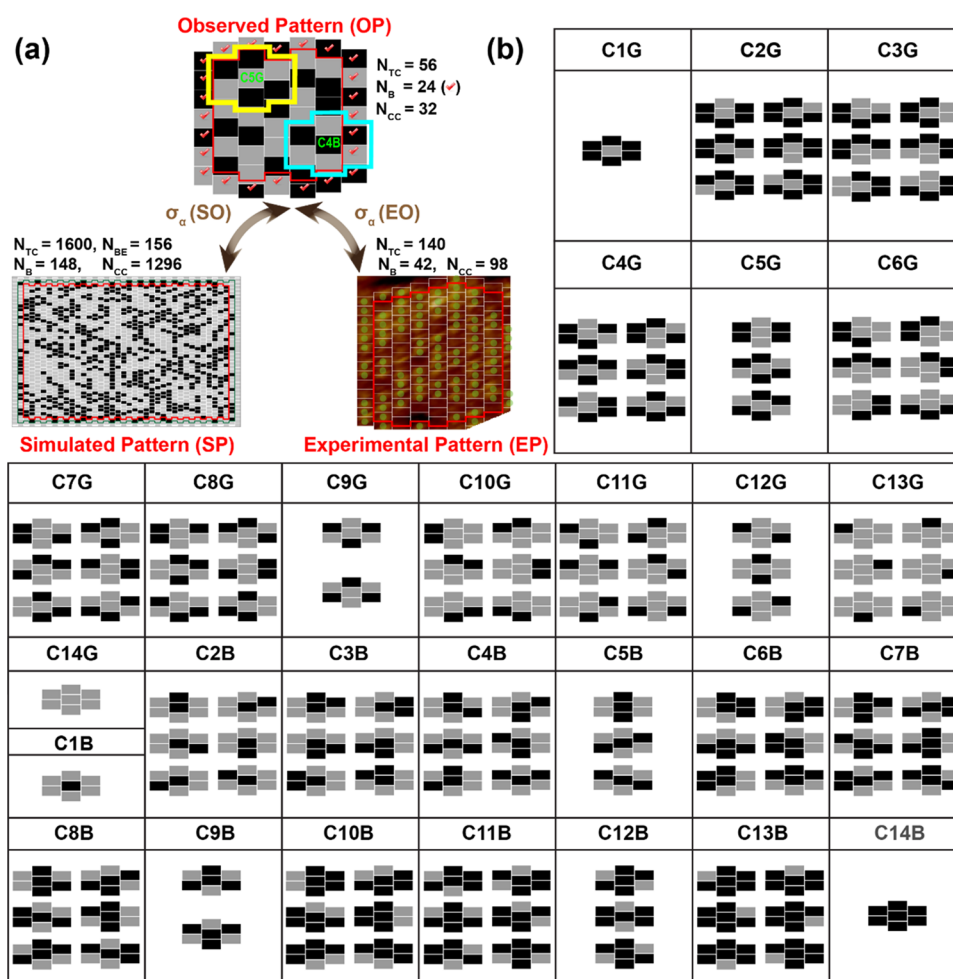 (a)
Observed Pattern (OP)
C5G
C4B
N_TC = 56
N_B = 24 (✓)
N_CC = 32
σ_α (SO)
σ_α (EO)
N_TC = 1600, N_BE = 156
N_B = 148, N_CC = 1296
N_TC = 140
N_B = 42, N_CC = 98
Simulated Pattern (SP)
Experimental Pattern (EP)
(b)
C1G C2G C3G
C4G C5G C6G
C7G C8G C9G C10G C11G C12G C13G
C14G C2B C3B C4B C5B C6B C7B
C1B
C8B C9B C10B C11B C12B C13B C14B